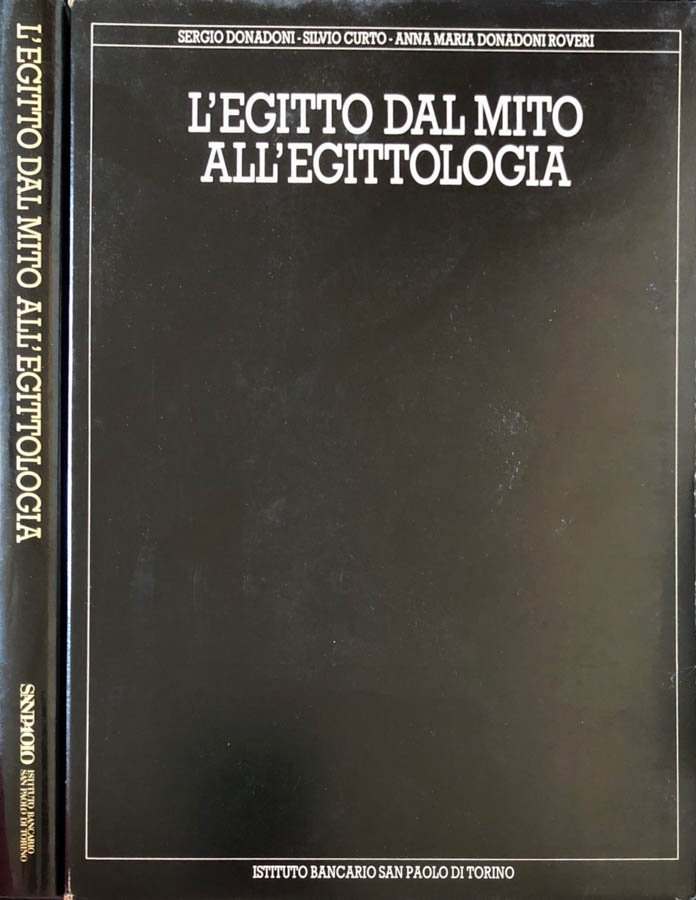 L'EGITTO DAL MITO ALL'EGITTOLOGIA
SANPAOLO
ISTITUTO BANCARIO
SAN PAOLO DI TORINO
SERGIO DONADONI - SILVIO CURTO - ANNA MARIA DONADONI ROVERI
L'EGITTO DAL MITO
ALL'EGITTOLOGIA
ISTITUTO BANCARIO SAN PAOLO DI TORINO